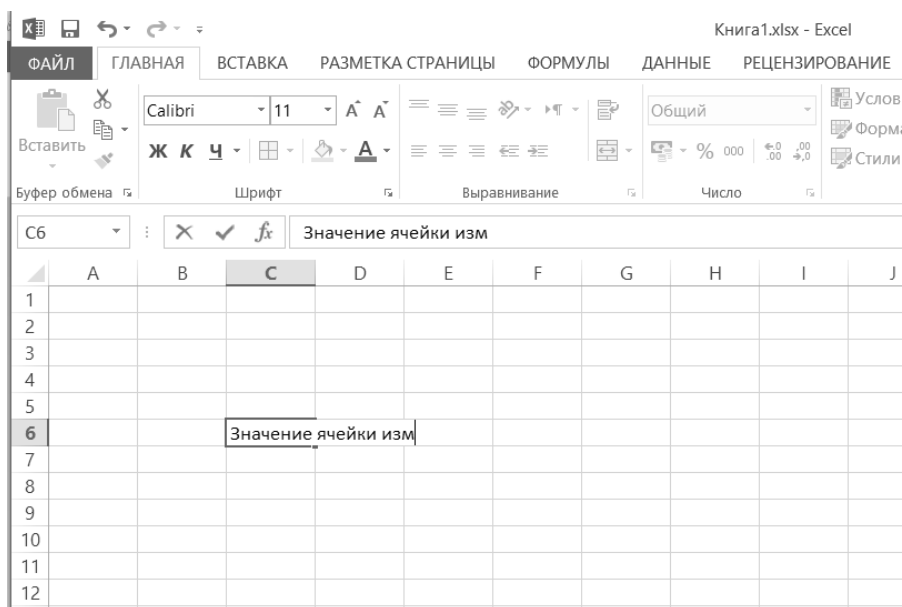 Книга1.xlsx - Excel
ФАЙЛ ГЛАВНАЯ ВСТАВКА РАЗМЕТКА СТРАНИЦЫ ФОРМУЛЫ ДАННЫЕ РЕЦЕНЗИРОВАНИЕ
Calibri 11 Общий Услов
Форма
Вставить Ж К Ч % 000 Стили
Буфер обмена Шрифт Выравнивание Число
C6 fx Значение ячейки изм
A B C D E F G H I J
1
2
3
4
5
6 Значение ячейки изм
7
8
9
10
11
12